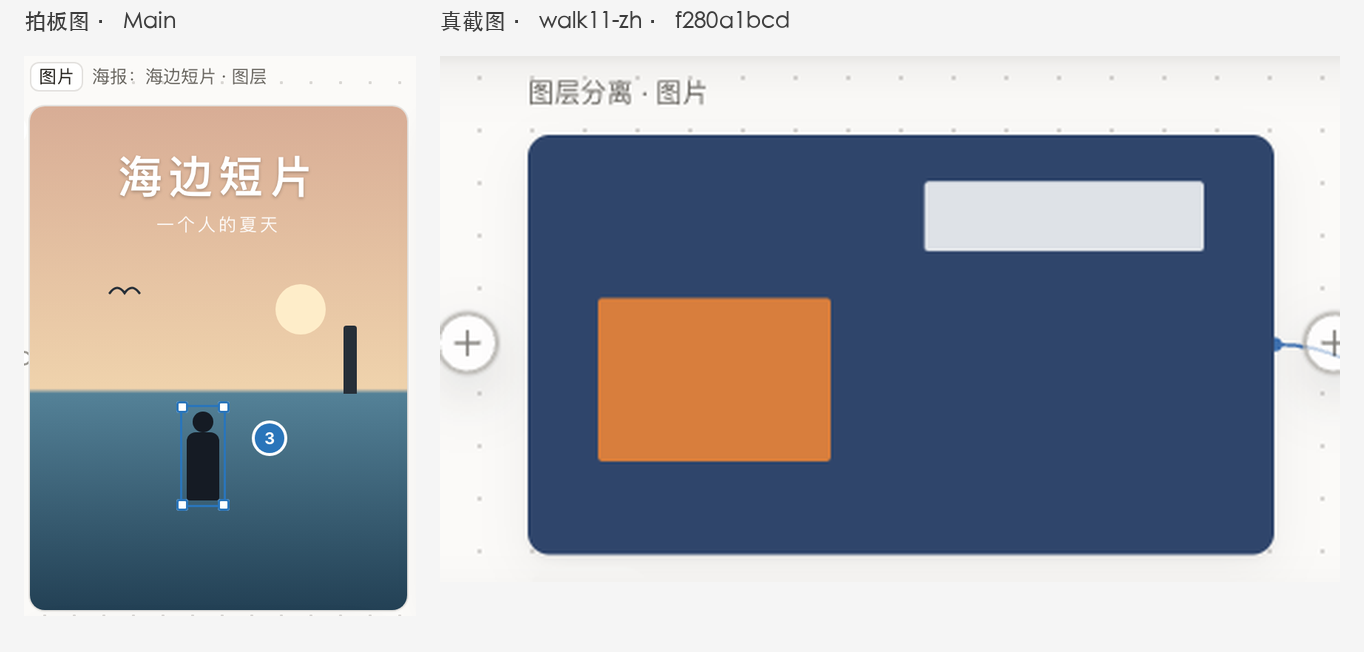 拍板图 · Main
真截图 · walk11-zh · f280a1bcd
图片 海报: 海边短片 · 图层
图层分离 · 图片
海边短片
一个人的夏天
3